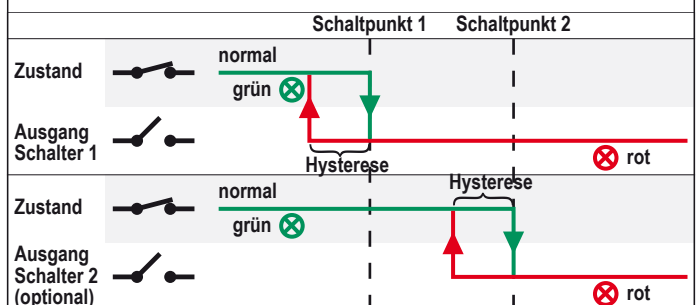 Schaltpunkt 1 Schaltpunkt 2
Zustand
normal
grün
Ausgang
Schalter 1
Hysterese
rot
Zustand
normal
grün
Hysterese
Ausgang
Schalter 2
(optional)
rot